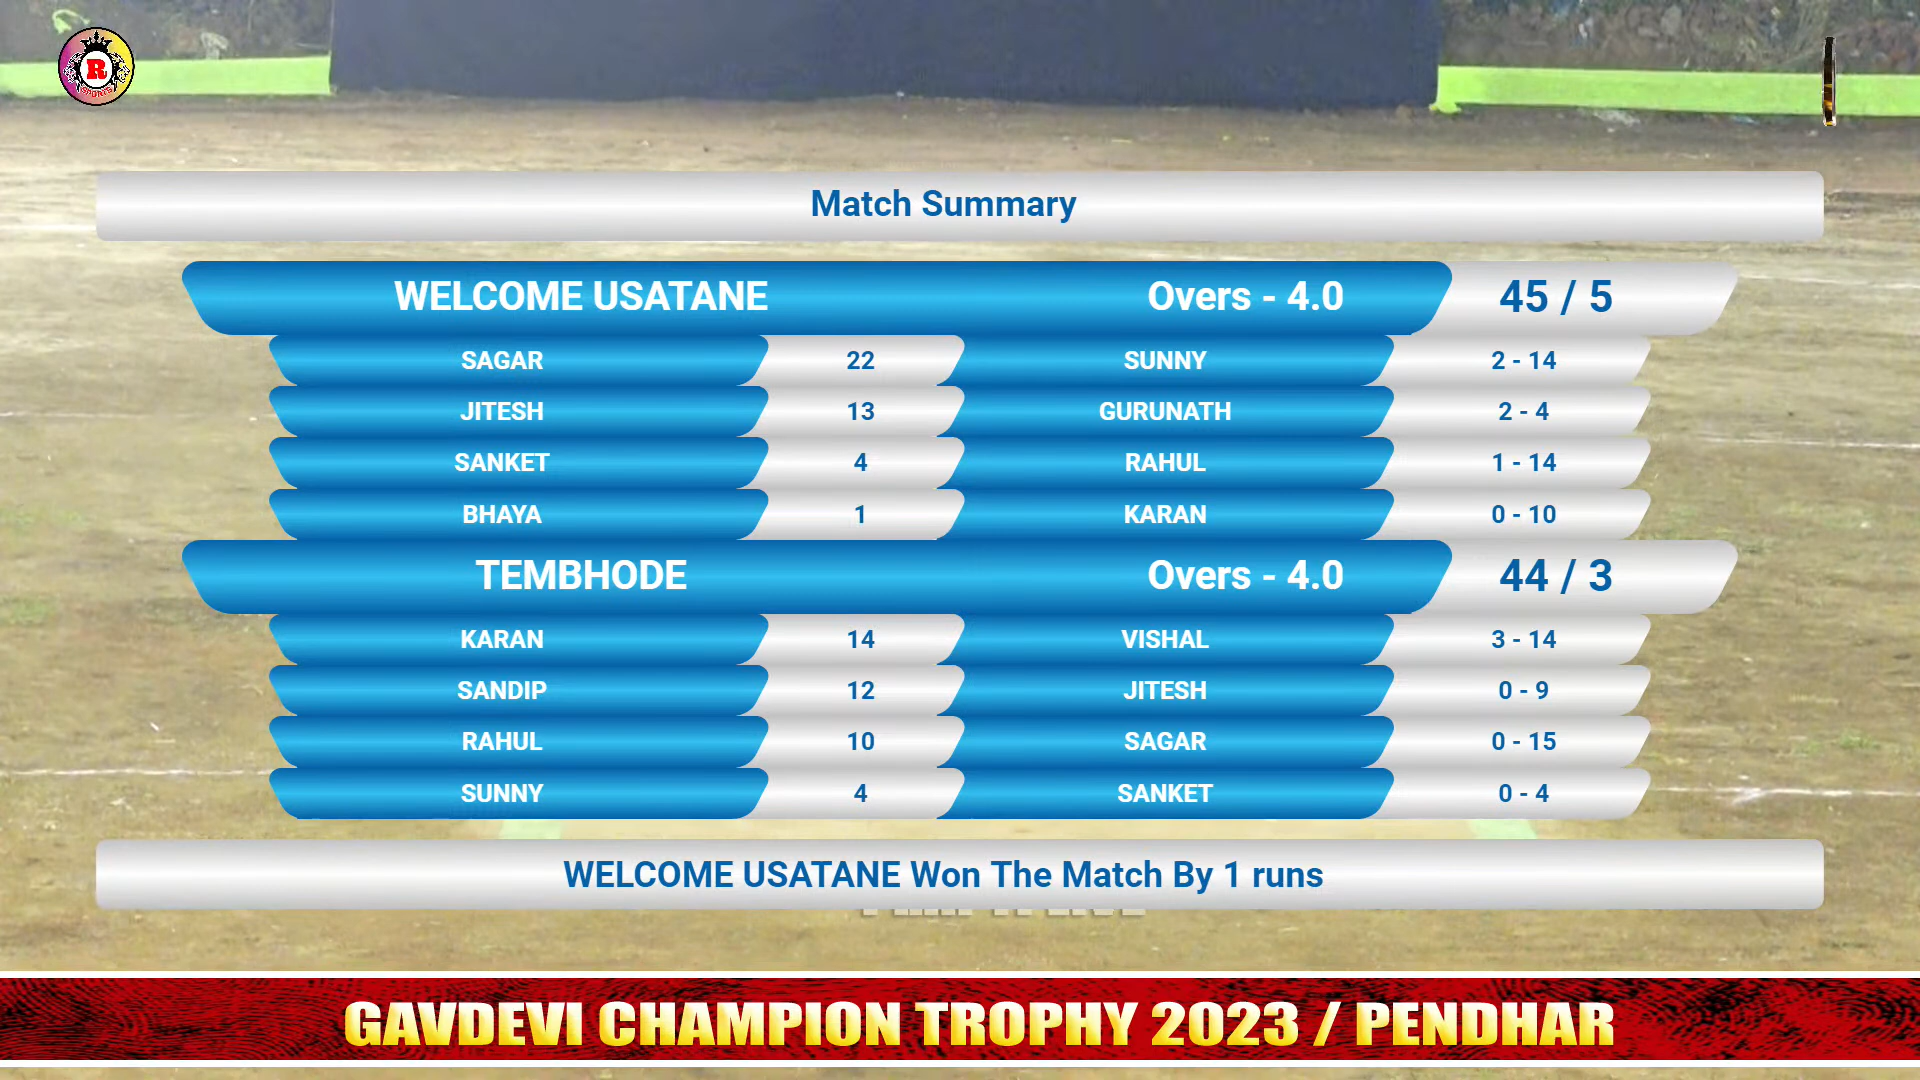 R
SPORTS
Match Summary
WELCOME USATANE Overs - 4.0 45 / 5
SAGAR 22 SUNNY 2 - 14
JITESH 13 GURUNATH 2 - 4
SANKET 4 RAHUL 1 - 14
BHAYA 1 KARAN 0 - 10
TEMBHODE Overs - 4.0 44 / 3
KARAN 14 VISHAL 3 - 14
SANDIP 12 JITESH 0 - 9
RAHUL 10 SAGAR 0 - 15
SUNNY 4 SANKET 0 - 4
WELCOME USATANE Won The Match By 1 runs
GAVDEVI CHAMPION TROPHY 2023 / PENDHAR